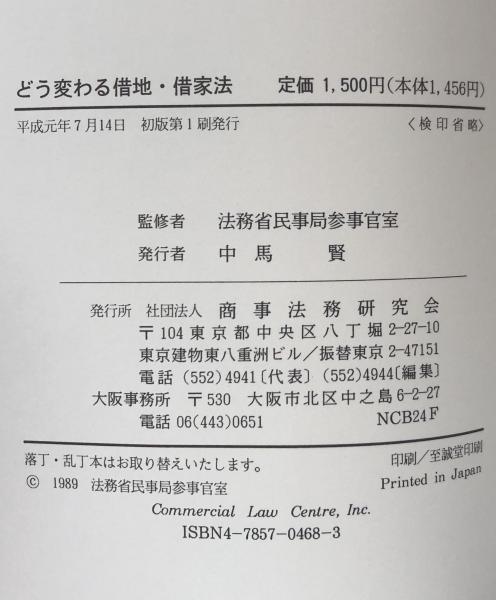 どう変わる借地・借家法　定価 1,500円(本体1,456円)
平成元年7月14日　初版第1刷発行　〈検印省略〉
監修者　法務省民事局参事官室
発行者　中馬　賢
発行所　社団法人　商事法務研究会
〒104 東京都中央区八丁堀2-27-10
東京建物東八重洲ビル／振替東京2-47151
電話 (552)4941〔代表〕(552)4944〔編集〕
大阪事務所　〒530　大阪市北区中之島6-2-27
電話 06(443)0651　NCB24F
落丁・乱丁本はお取り替えいたします。　印刷／至誠堂印刷
© 1989　法務省民事局参事官室　Printed in Japan
Commercial Law Centre, Inc.
ISBN4-7857-0468-3